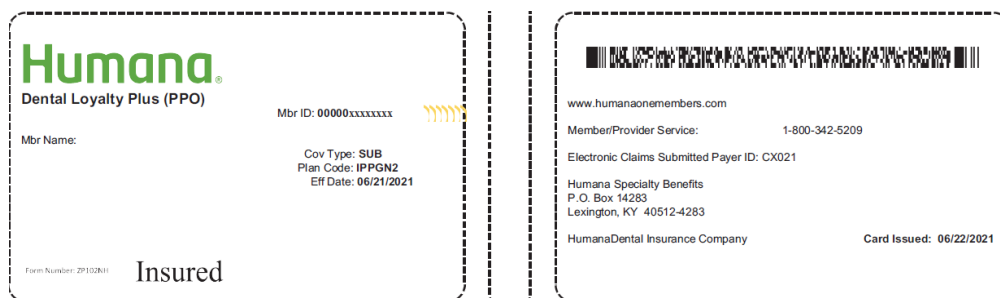 Humana®
Dental Loyalty Plus (PPO)
Mbr ID: 00000xxxxxxxx
Mbr Name:
Cov Type: SUB
Plan Code: IPPGN2
Eff Date: 06/21/2021
Form Number: ZP10ZNH
Insured
www.humanaonemembers.com
Member/Provider Service: 1-800-342-5209
Electronic Claims Submitted Payer ID: CX021
Humana Specialty Benefits
P.O. Box 14283
Lexington, KY 40512-4283
HumanaDental Insurance Company
Card Issued: 06/22/2021